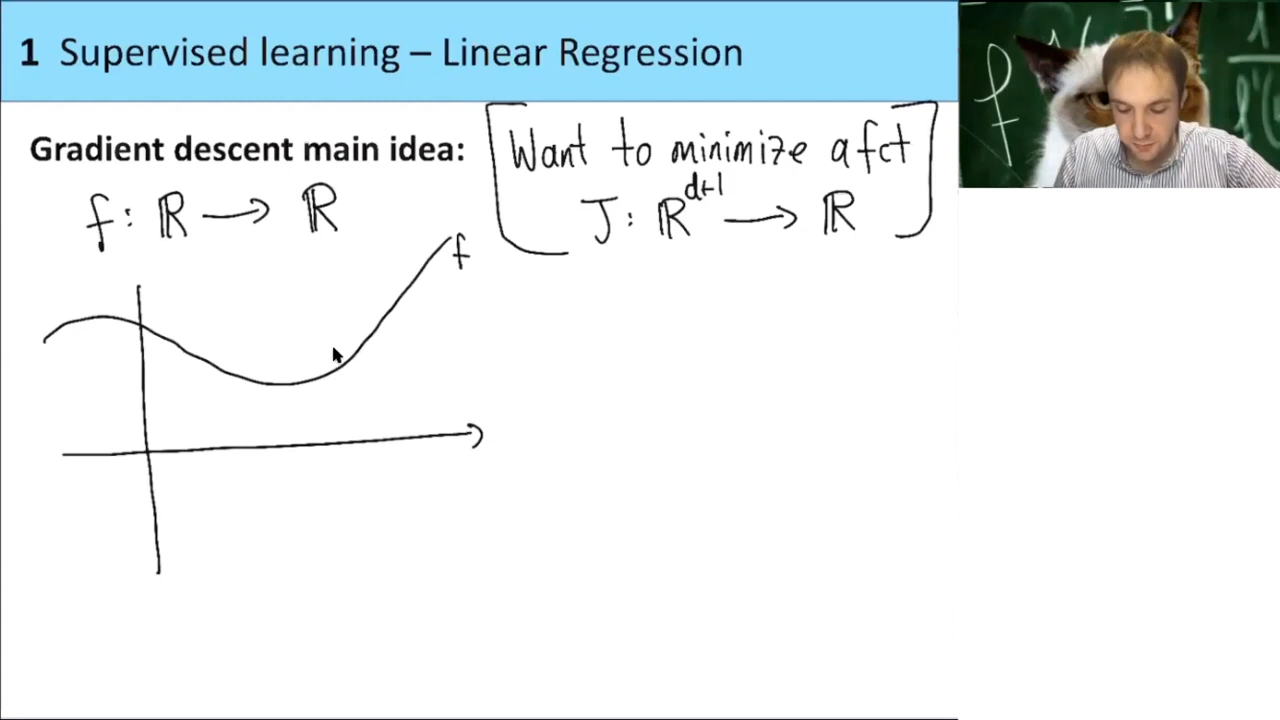 1 Supervised learning – Linear Regression
Gradient descent main idea:
Want to minimize a fct
J: ℝ^{d+1} → ℝ
f: ℝ → ℝ
f